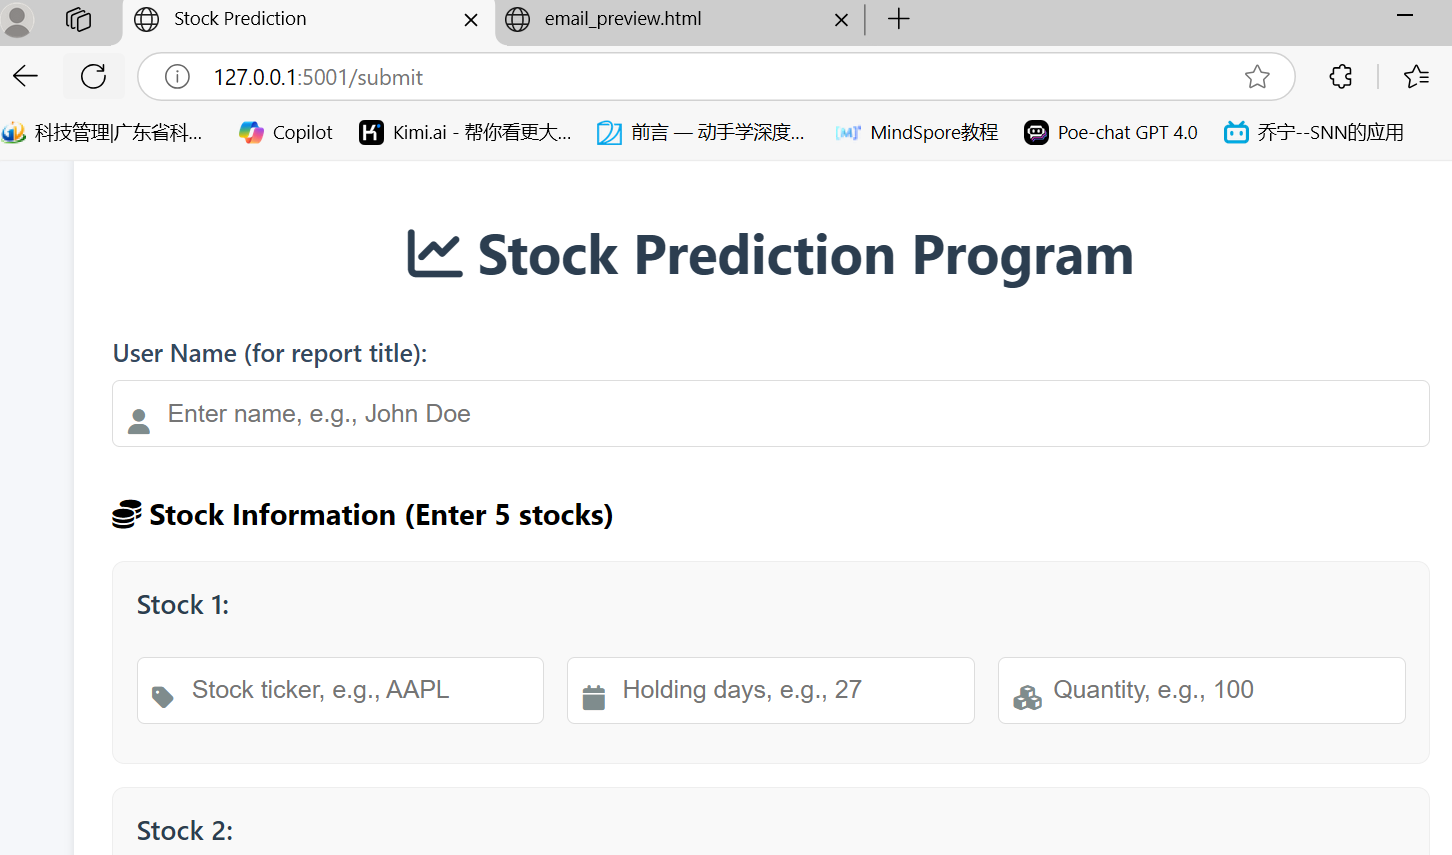 Stock Prediction
email_preview.html
127.0.0.1:5001/submit
科技管理|广东省科...
Copilot
Kimi.ai - 帮你看更大...
前言 — 动手学深度...
[M]' MindSpore教程
Poe-chat GPT 4.0
乔宁--SNN的应用
Stock Prediction Program
User Name (for report title):
Enter name, e.g., John Doe
Stock Information (Enter 5 stocks)
Stock 1:
Stock ticker, e.g., AAPL
Holding days, e.g., 27
Quantity, e.g., 100
Stock 2: